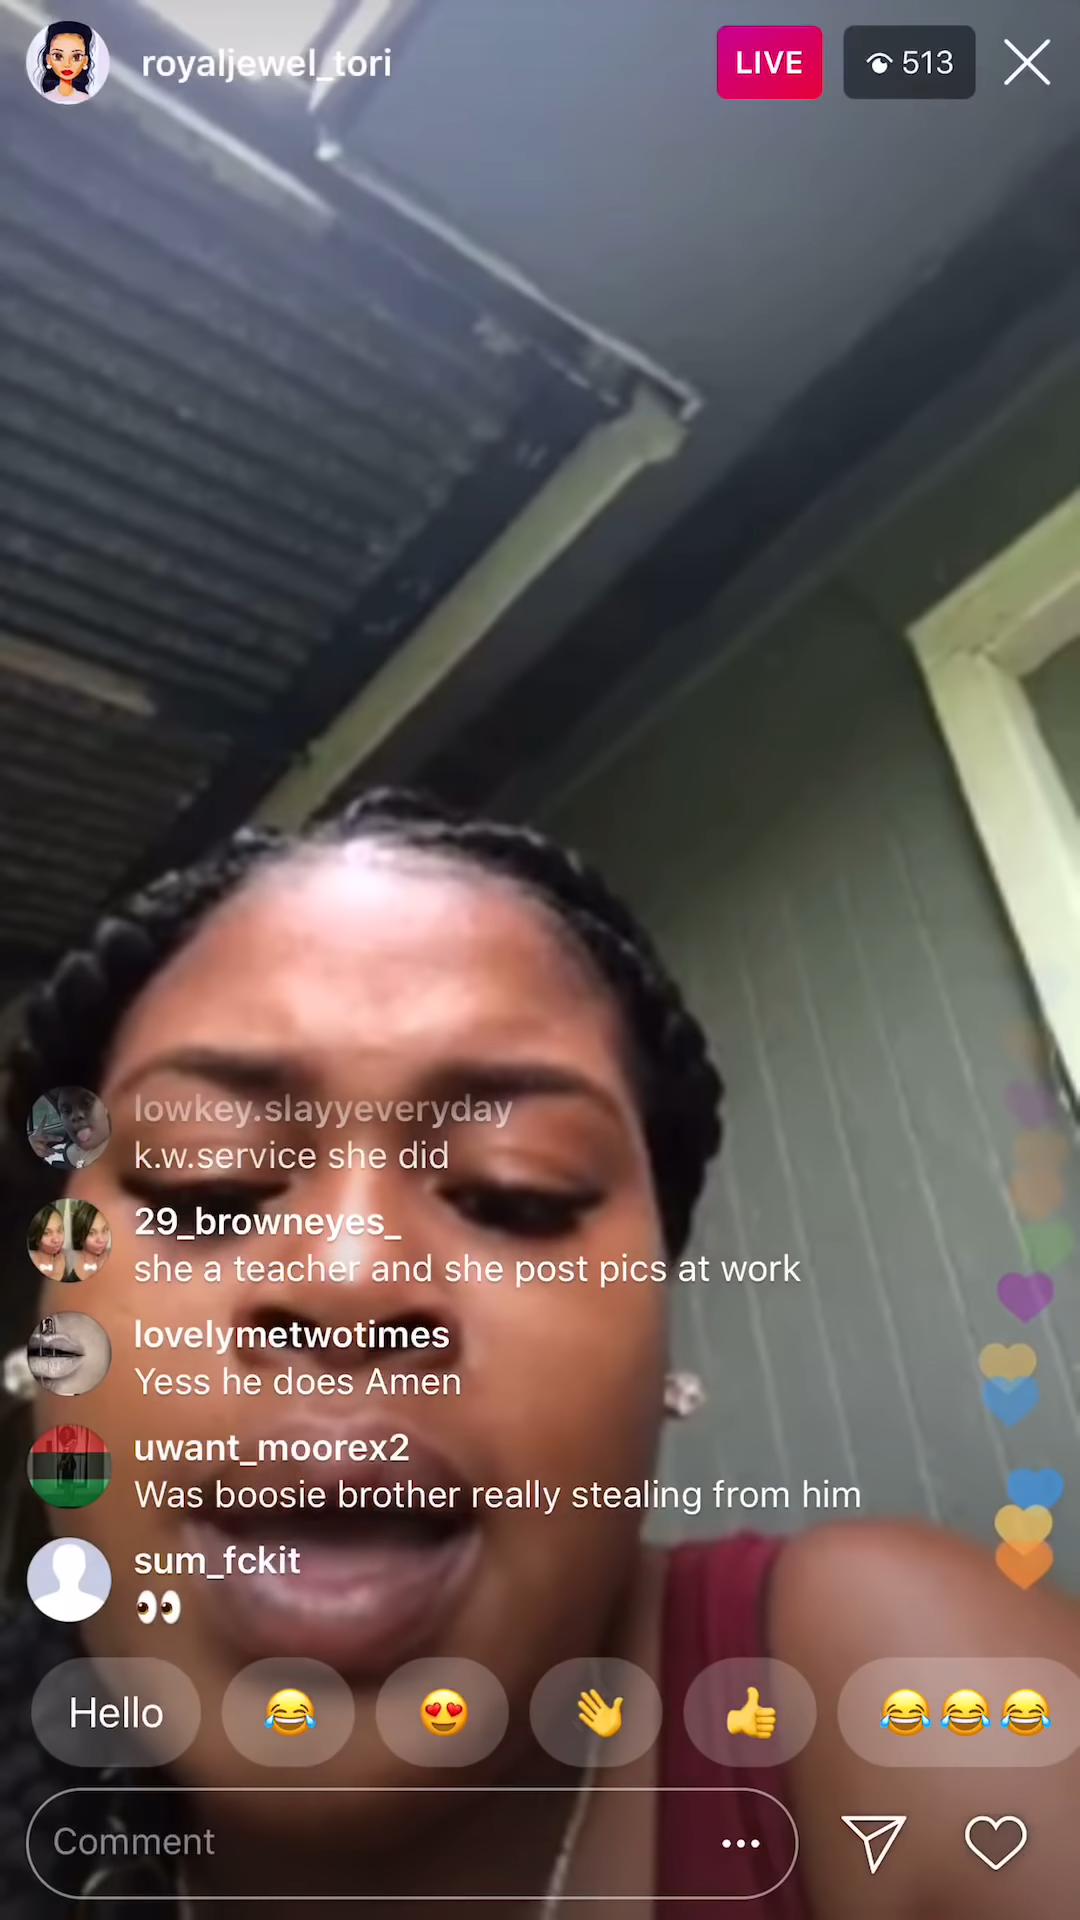 royaljewel_tori
LIVE
513
lowkey.slayyeveryday
k.w.service she did
29_browneyes_
she a teacher and she post pics at work
lovelymetwotimes
Yess he does Amen
uwant_moorex2
Was boosie brother really stealing from him
sum_fckit
👀
Hello 😂 😍 👋 👍 😂😂😂
Comment